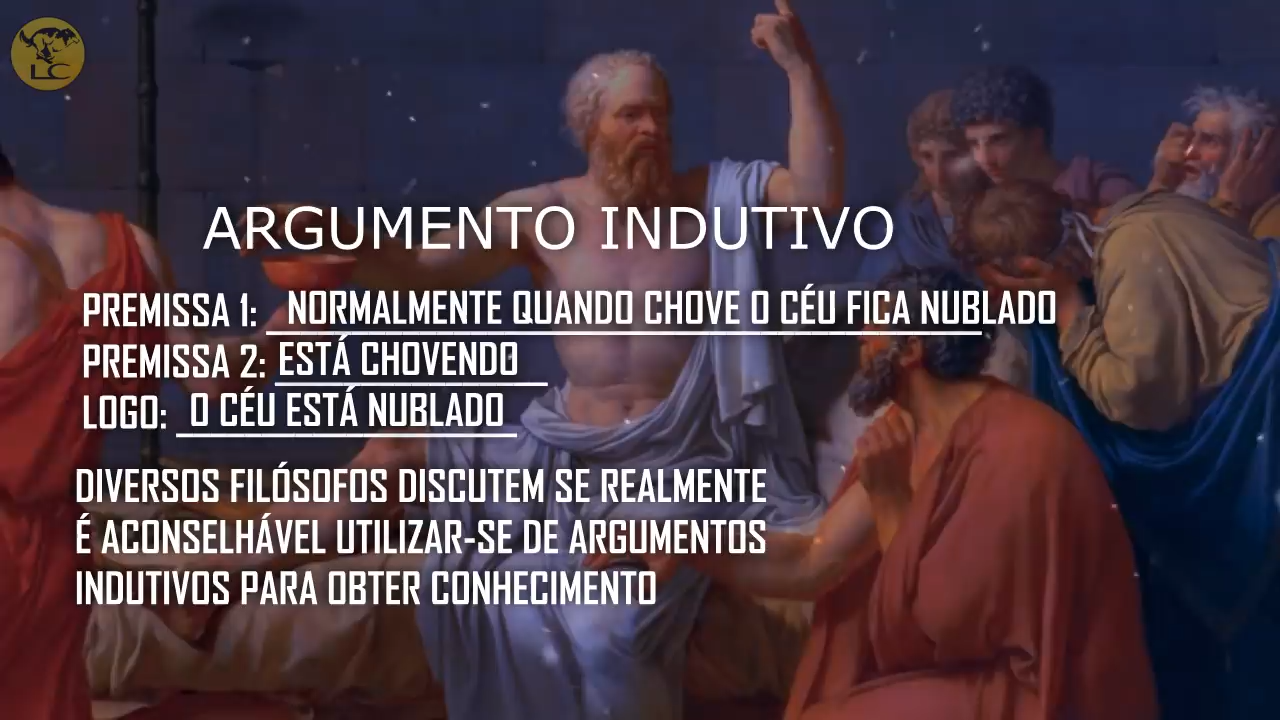 LC
ARGUMENTO INDUTIVO
PREMISSA 1: NORMALMENTE QUANDO CHOVE O CÉU FICA NUBLADO
PREMISSA 2: ESTÁ CHOVENDO
LOGO: O CÉU ESTÁ NUBLADO
DIVERSOS FILÓSOFOS DISCUTEM SE REALMENTE
É ACONSELHÁVEL UTILIZAR-SE DE ARGUMENTOS
INDUTIVOS PARA OBTER CONHECIMENTO